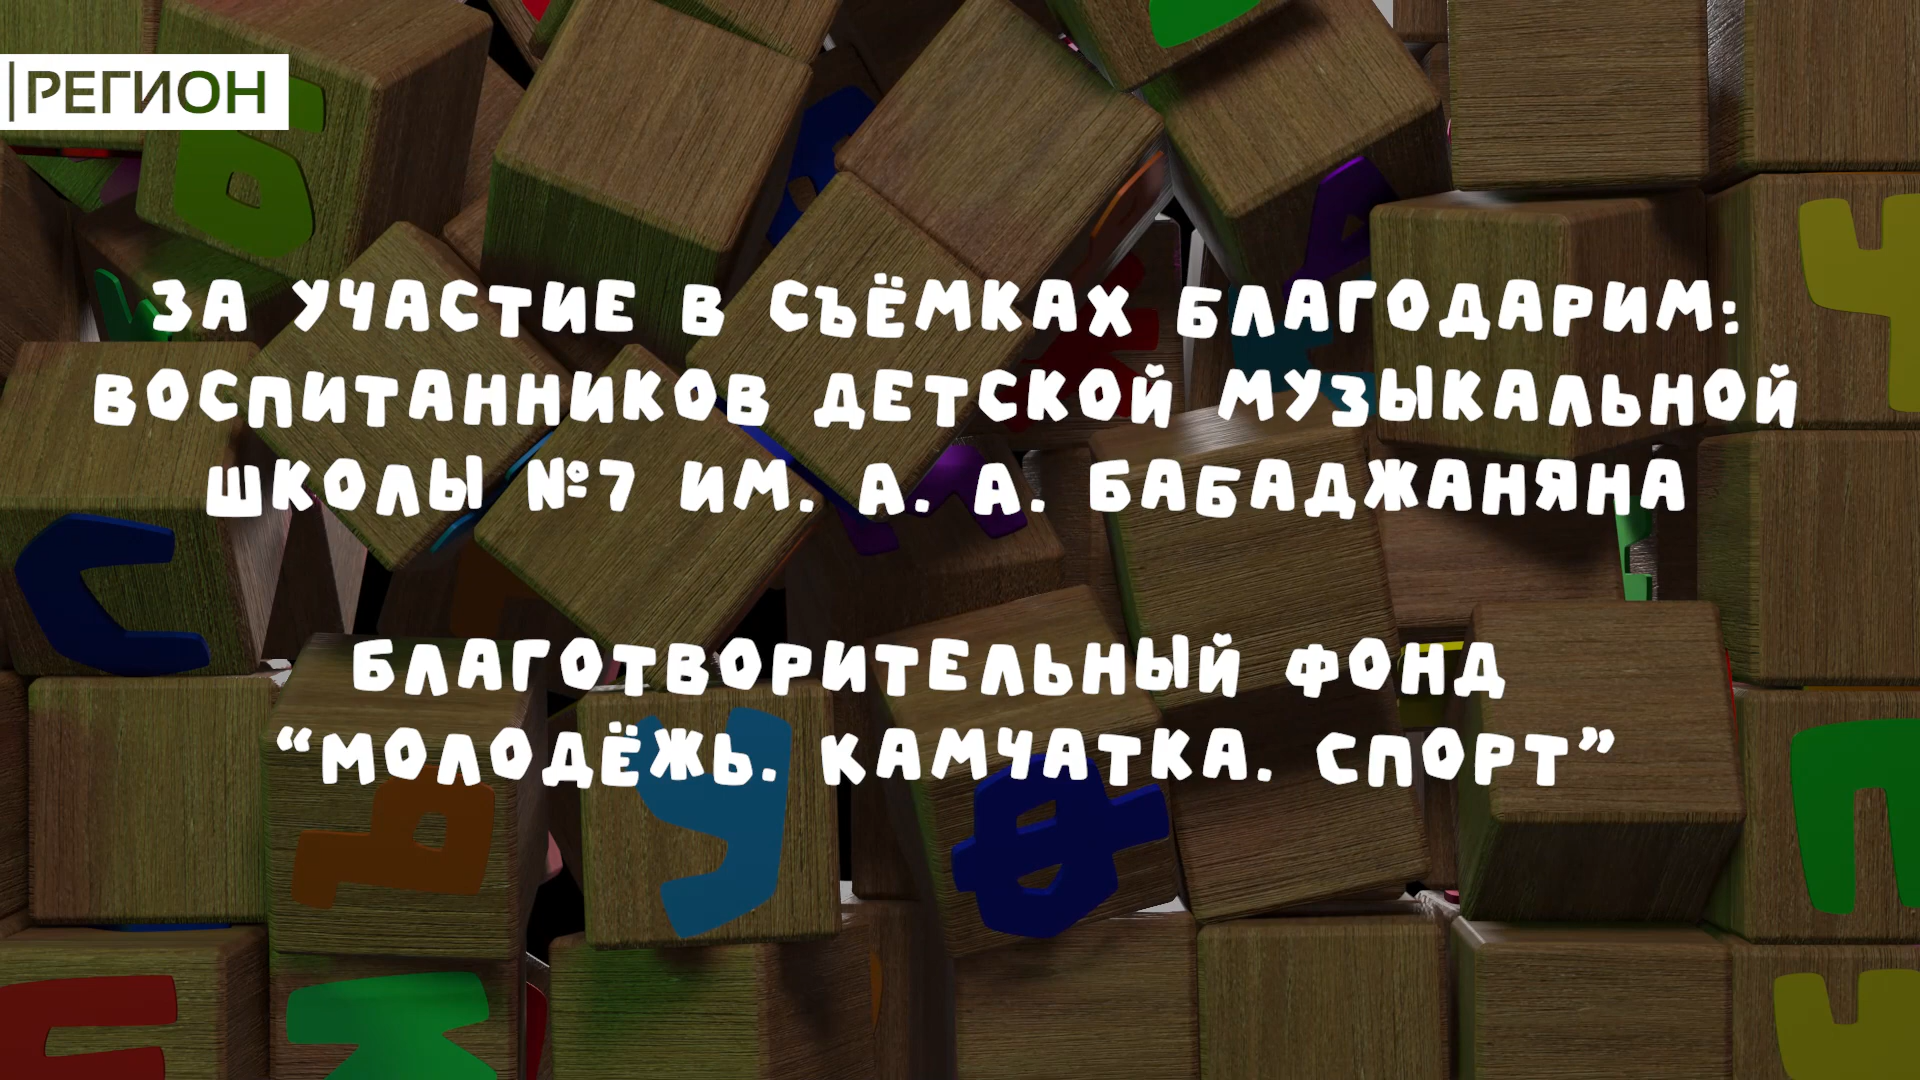 |РЕГИОН
ЗА УЧАСТИЕ В СЪЁМКАХ БЛАГОДАРИМ:
ВОСПИТАННИКОВ ДЕТСКОЙ МУЗЫКАЛЬНОЙ
ШКОЛЫ №7 ИМ. А. А. БАБАДЖАНЯНА
БЛАГОТВОРИТЕЛЬНЫЙ ФОНД
“МОЛОДЁЖЬ. КАМЧАТКА. СПОРТ”